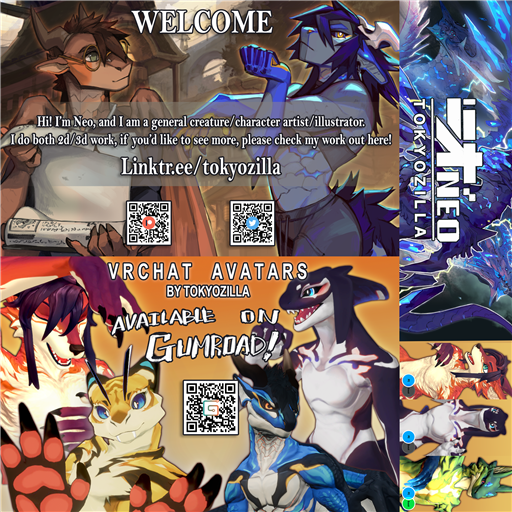 WELCOME
Hi! I'm Neo, and I am a general creature/character artist/illustrator.
I do both 2d/3d work, if you'd like to see more, please check my work out here!
Linktr.ee/tokyozilla
VRCHAT AVATARS
BY TOKYOZILLA
AVAILABLE ON
GUMROAD!
NEO
TOKYOZILLA